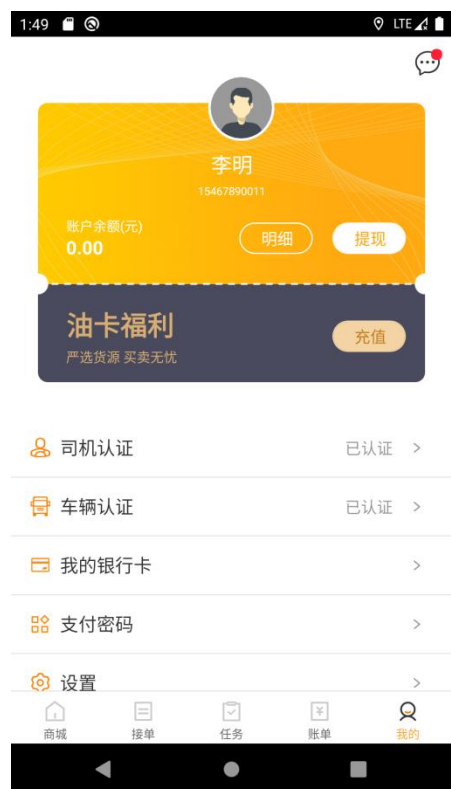 1:49
LTE
李明
15467890011
账户余额(元)
0.00
明细
提现
油卡福利
严选货源 买卖无忧
充值
司机认证
已认证
车辆认证
已认证
我的银行卡
支付密码
设置
商城
接单
任务
账单
我的